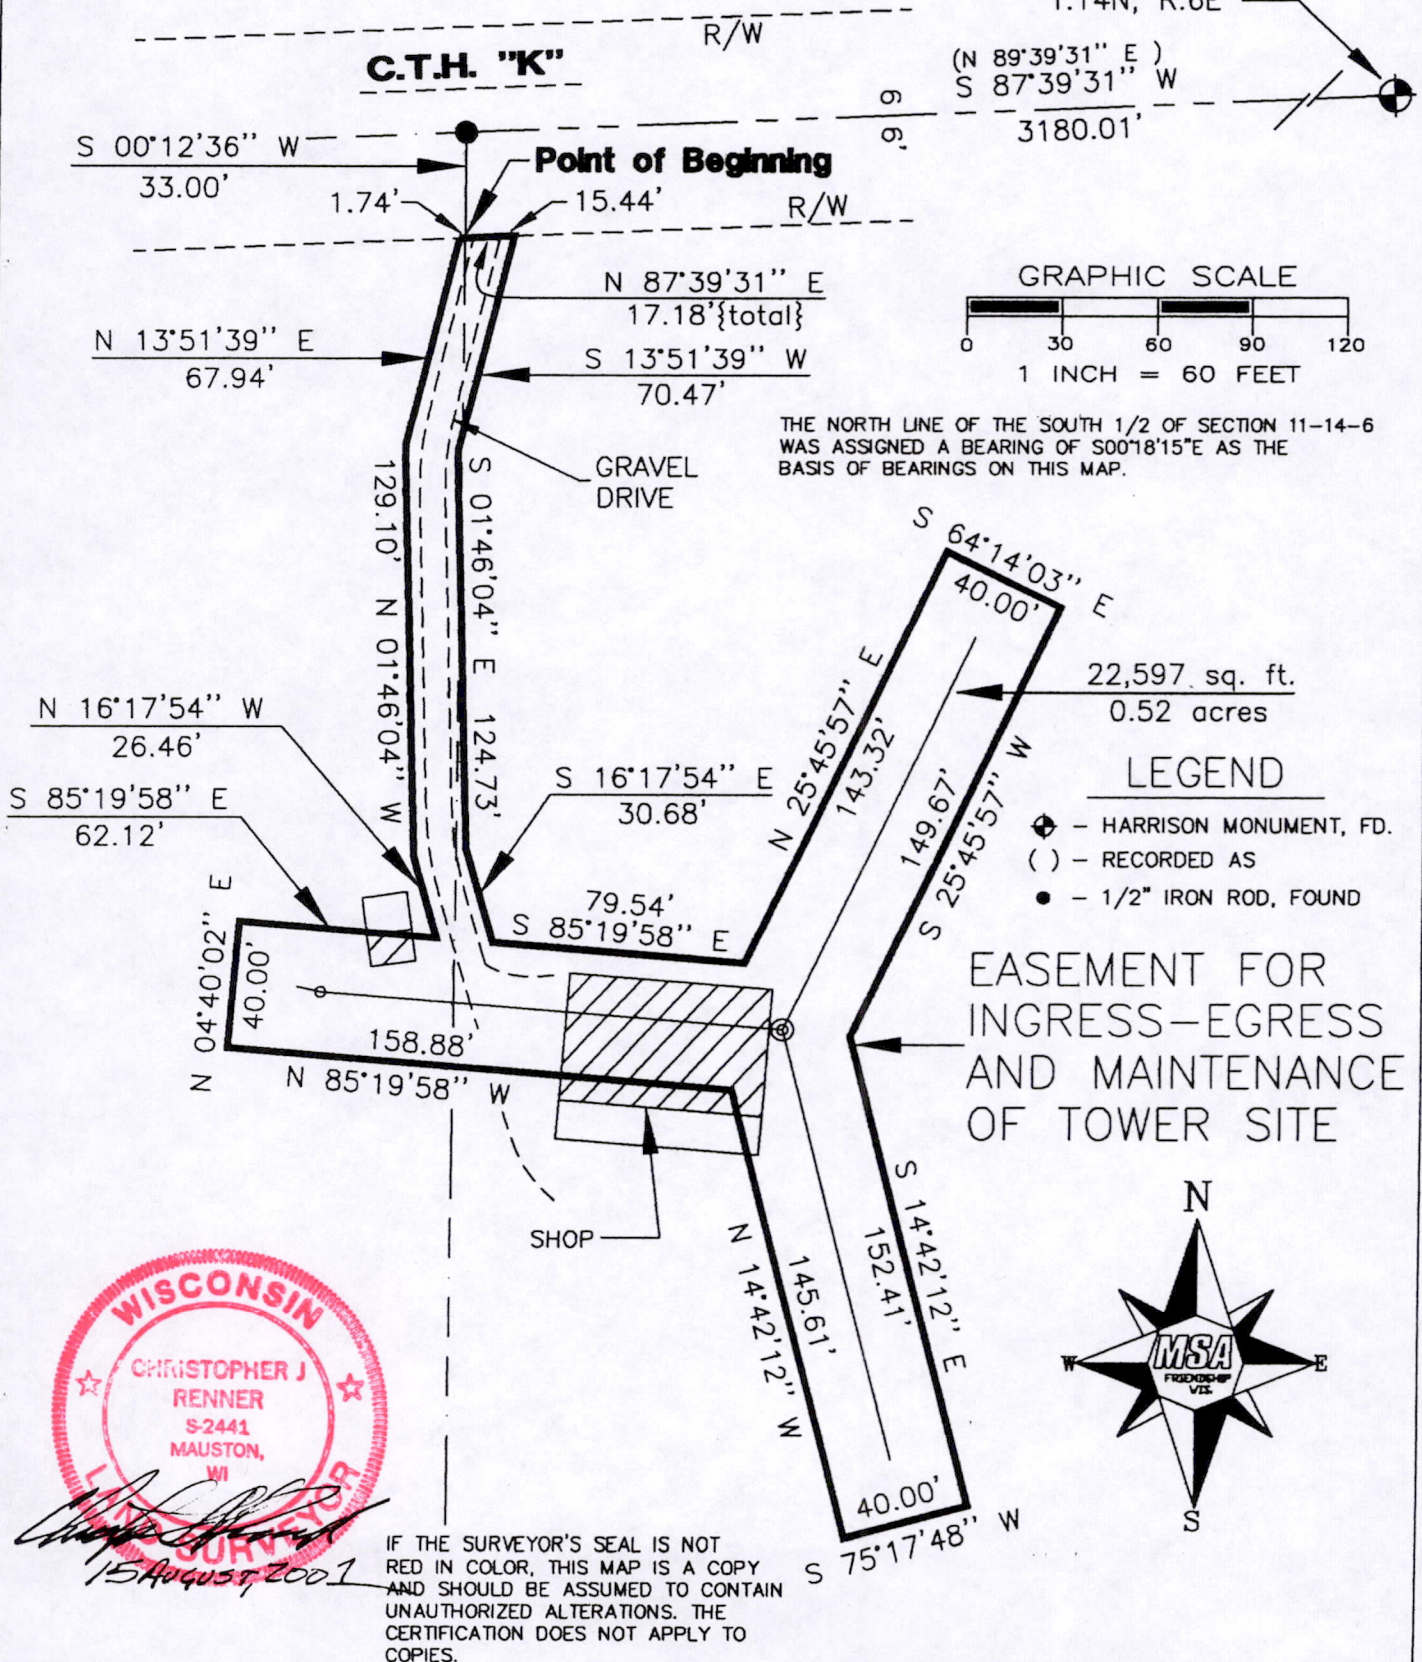 T.14N, R.6E
R/W
C.T.H. "K"
(N 89°39'31" E )
S 87°39'31" W
3180.01'
66'
S 00°12'36" W
33.00'
Point of Beginning
1.74'
15.44'
R/W
N 87°39'31" E
17.18'{total}
GRAPHIC SCALE
0 30 60 90 120
1 INCH = 60 FEET
N 13°51'39" E
67.94'
S 13°51'39" W
70.47'
THE NORTH LINE OF THE SOUTH 1/2 OF SECTION 11-14-6
WAS ASSIGNED A BEARING OF S00°18'15"E AS THE
BASIS OF BEARINGS ON THIS MAP.
GRAVEL
DRIVE
129.10' N 01°46'04" W
S 01°46'04" E 124.73'
S 64°14'03" E
40.00'
N 25°45'57" E
143.32'
149.67'
S 25°45'57" W
22,597 sq. ft.
0.52 acres
N 16°17'54" W
26.46'
S 85°19'58" E
62.12'
S 16°17'54" E
30.68'
LEGEND
- HARRISON MONUMENT, FD.
( ) - RECORDED AS
- 1/2" IRON ROD, FOUND
79.54'
S 85°19'58" E
N 04°40'02" E
40.00'
158.88'
N 85°19'58" W
EASEMENT FOR
INGRESS-EGRESS
AND MAINTENANCE
OF TOWER SITE
SHOP
N 14°42'12" W
145.61'
152.41'
S 14°42'12" E
40.00'
S 75°17'48" W
N
W
E
S
MSA
FRIENDSHIP
WIS.
WISCONSIN
CHRISTOPHER J
RENNER
S-2441
MAUSTON,
WI
LAND SURVEYOR
15 AUGUST, 2001
IF THE SURVEYOR'S SEAL IS NOT
RED IN COLOR, THIS MAP IS A COPY
AND SHOULD BE ASSUMED TO CONTAIN
UNAUTHORIZED ALTERATIONS. THE
CERTIFICATION DOES NOT APPLY TO
COPIES.